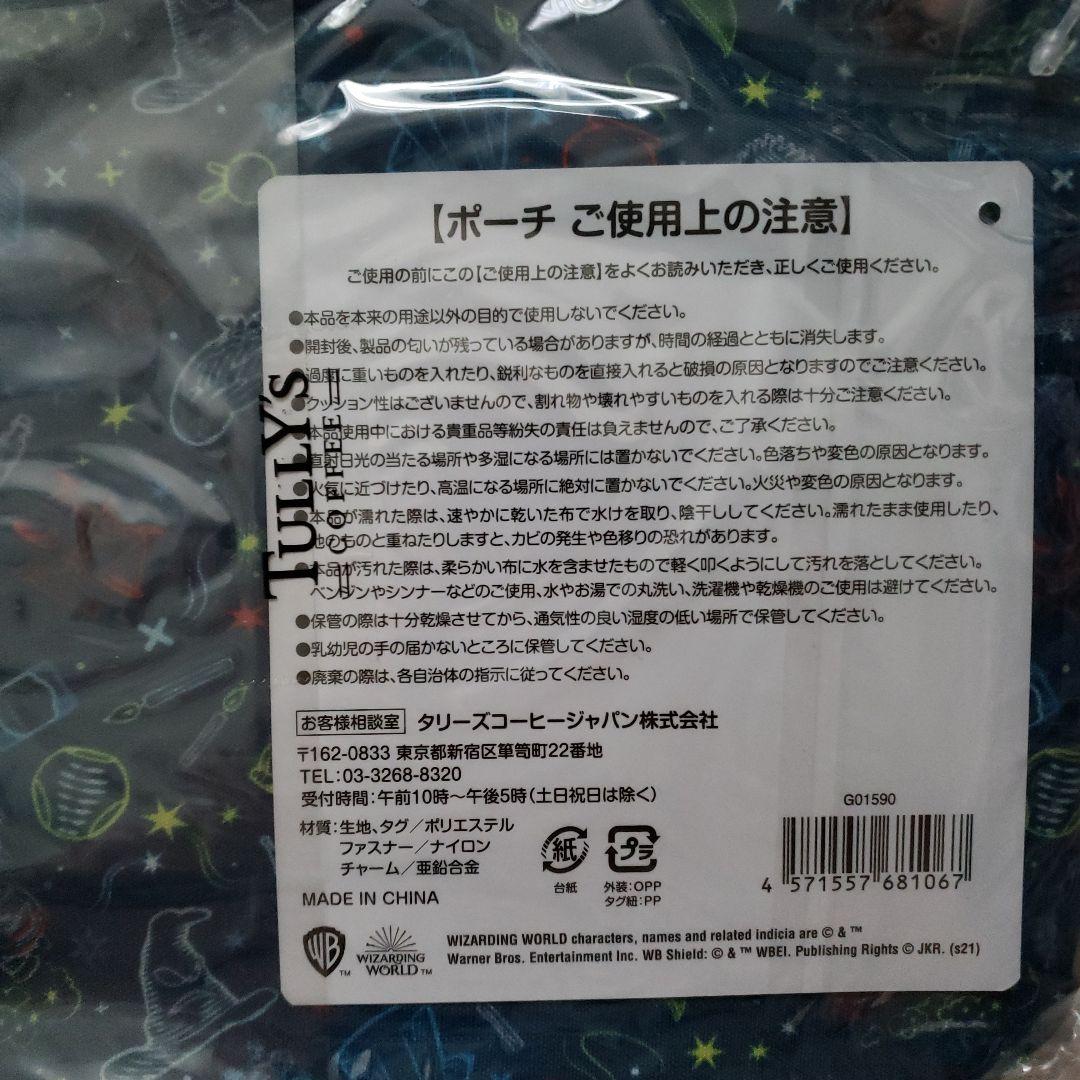 【ポーチ ご使用上の注意】
ご使用の前にこの【ご使用上の注意】をよくお読みいただき、正しくご使用ください。
●本品を本来の用途以外の目的で使用しないでください。
●開封後、製品の匂いが残っている場合がありますが、時間の経過とともに消失します。
●過度に重いものを入れたり、鋭利なものを直接入れると破損の原因となりますのでご注意ください。
●クッション性はございませんので、割れ物や壊れやすいものを入れる際は十分ご注意ください。
●本品使用中における貴重品等紛失の責任は負えませんので、ご了承ください。
●直射日光の当たる場所や多湿になる場所には置かないでください。色落ちや変色の原因となります。
●火気に近づけたり、高温になる場所に絶対に置かないでください。火災や変色の原因となります。
●本品が濡れた際は、速やかに乾いた布で水けを取り、陰干ししてください。濡れたまま使用したり、
他のものと重ねたりしますと、カビの発生や色移りの恐れがあります。
●本品が汚れた際は、柔らかい布に水を含ませたもので軽く叩くようにして汚れを落としてください。
ベンジンやシンナーなどのご使用、水やお湯での丸洗い、洗濯機や乾燥機のご使用は避けてください。
●保管の際は十分乾燥させてから、通気性の良い湿度の低い場所で保管してください。
●乳幼児の手の届かないところに保管してください。
●廃棄の際は、各自治体の指示に従ってください。
TULLY'S
COFFEE
お客様相談室 タリーズコーヒージャパン株式会社
〒162-0833 東京都新宿区箪笥町22番地
TEL:03-3268-8320
受付時間:午前10時〜午後5時(土日祝日は除く)
材質:生地、タグ/ポリエステル
ファスナー/ナイロン
チャーム/亜鉛合金
MADE IN CHINA
紙
台紙
プラ
外装:OPP
タグ紐:PP
G01590
4 571557 681067
WB™
WIZARDING
WORLD™
WIZARDING WORLD characters, names and related indicia are © & ™
Warner Bros. Entertainment Inc. WB Shield: © & ™ WBEI. Publishing Rights © JKR. (s21)